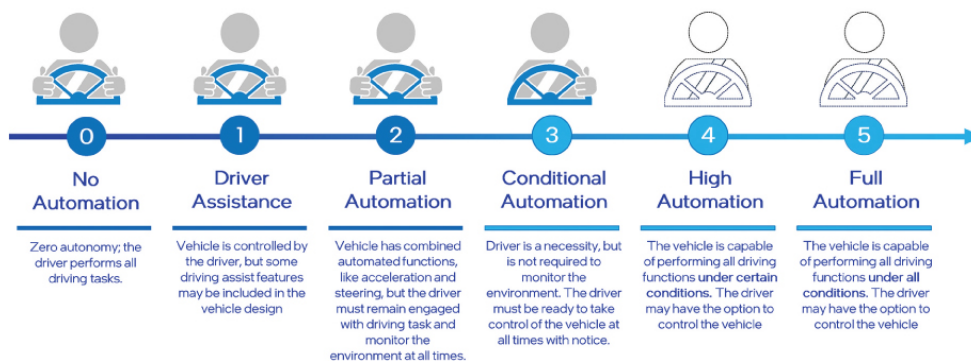 0
1
2
3
4
5
No
Automation
Driver
Assistance
Partial
Automation
Conditional
Automation
High
Automation
Full
Automation
Zero autonomy; the
driver performs all
driving tasks.
Vehicle is controlled by
the driver, but some
driving assist features
may be included in the
vehicle design
Vehicle has combined
automated functions,
like acceleration and
steering, but the driver
must remain engaged
with driving task and
monitor the
environment at all times.
Driver is a necessity, but
is not required to
monitor the
environment. The driver
must be ready to take
control of the vehicle at
all times with notice.
The vehicle is capable
of performing all driving
functions under certain
conditions. The driver
may have the option to
control the vehicle
The vehicle is capable
of performing all driving
functions under all
conditions. The driver
may have the option to
control the vehicle